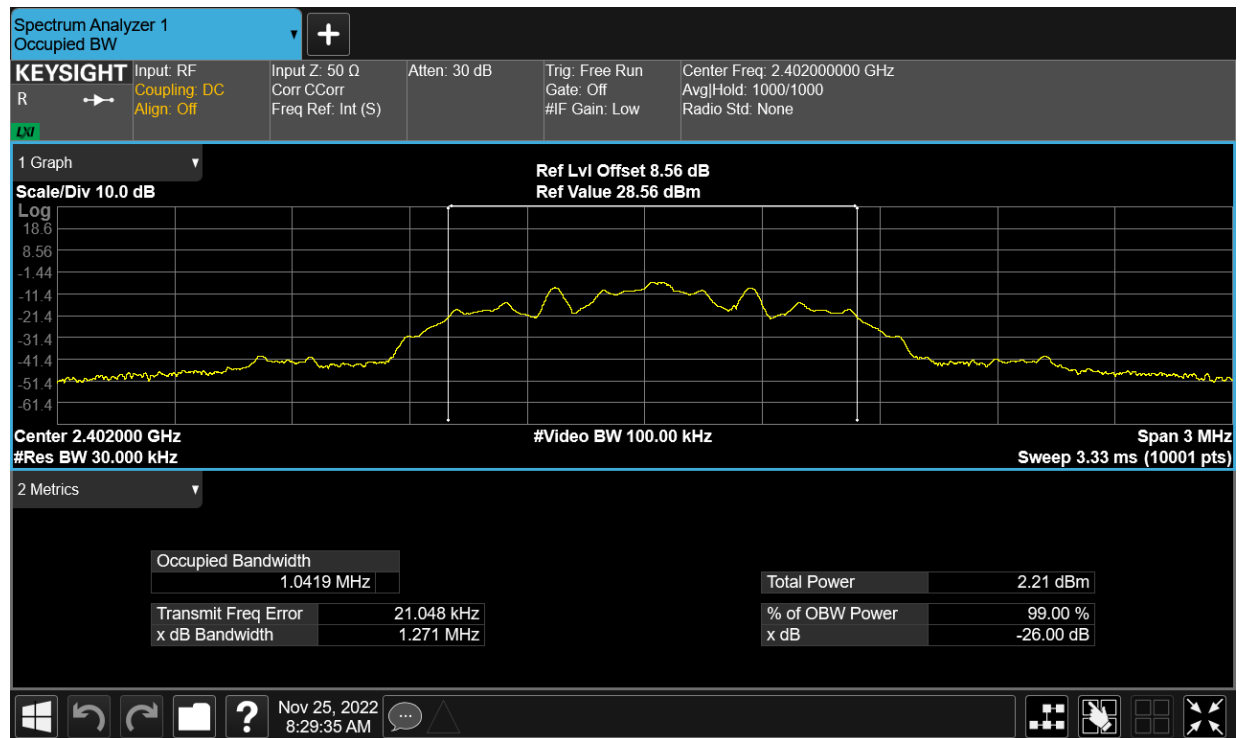 Spectrum Analyzer 1
Occupied BW
+
KEYSIGHT Input: RF Input Z: 50 Ω Atten: 30 dB Trig: Free Run Center Freq: 2.402000000 GHz
R Coupling: DC Corr CCorr Gate: Off Avg|Hold: 1000/1000
Align: Off Freq Ref: Int (S) #IF Gain: Low Radio Std: None
LXI
1 Graph
Ref Lvl Offset 8.56 dB
Scale/Div 10.0 dB Ref Value 28.56 dBm
Log
18.6
8.56
-1.44
-11.4
-21.4
-31.4
-41.4
-51.4
-61.4
Center 2.402000 GHz #Video BW 100.00 kHz Span 3 MHz
#Res BW 30.000 kHz Sweep 3.33 ms (10001 pts)
2 Metrics
Occupied Bandwidth
1.0419 MHz Total Power 2.21 dBm
Transmit Freq Error 21.048 kHz % of OBW Power 99.00 %
x dB Bandwidth 1.271 MHz x dB -26.00 dB
? Nov 25, 2022
8:29:35 AM